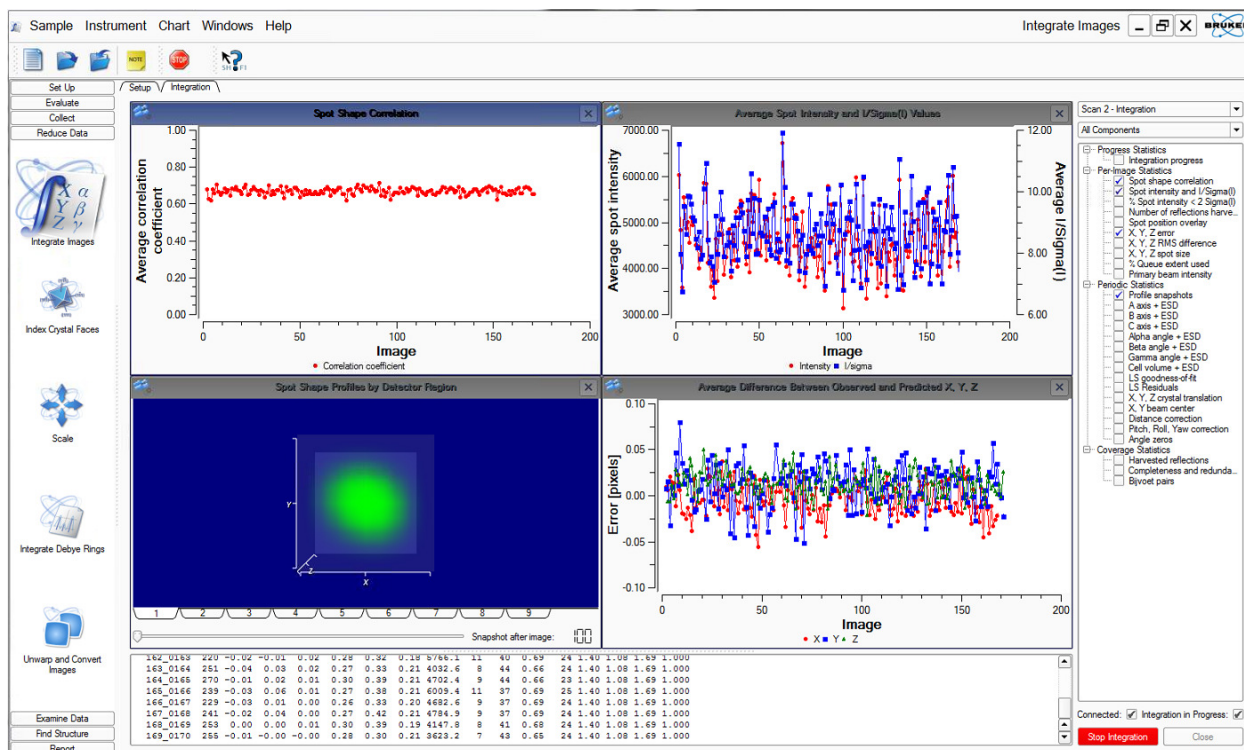 Sample Instrument Chart Windows Help
Integrate Images
BRUKER
NOTE
STOP
Set Up
Evaluate
Collect
Reduce Data
Integrate Images
Index Crystal Faces
Scale
Integrate Debye Rings
Unwarp and Convert
Images
Examine Data
Find Structure
Report
Setup Integration
Spot Shape Correlation
Average correlation
coefficient
1.00
0.80
0.60
0.40
0.20
0.00
0 50 100 150 200
Image
Correlation coefficient
Average Spot Intensity and I/Sigma(I) Values
Average spot intensity
7000.00
6000.00
5000.00
4000.00
3000.00
12.00
10.00
8.00
6.00
Average I/Sigma(I)
0 50 100 150 200
Image
Intensity I/sigma
Spot Shape Profiles by Detector Region
Y
Z
X
1 2 3 4 5 6 7 8 9
Snapshot after image: 100
Average Difference Between Observed and Predicted X, Y, Z
Error [pixels]
0.10
0.05
0.00
-0.05
-0.10
0 50 100 150 200
Image
X Y Z
162_0163 220 -0.02 -0.01 0.02 0.28 0.32 0.18 5766.1 11 40 0.69 24 1.40 1.08 1.69 1.000
163_0164 251 -0.04 0.03 0.02 0.27 0.33 0.21 4032.6 8 44 0.66 24 1.40 1.08 1.69 1.000
164_0165 270 -0.01 0.02 0.01 0.30 0.39 0.21 4702.4 9 44 0.66 23 1.40 1.08 1.69 1.000
165_0166 239 -0.03 0.06 0.01 0.27 0.38 0.21 6009.4 11 37 0.69 25 1.40 1.08 1.69 1.000
166_0167 229 -0.03 0.01 0.00 0.26 0.33 0.20 4682.6 9 37 0.69 24 1.40 1.08 1.69 1.000
167_0168 241 -0.02 0.04 0.00 0.27 0.42 0.21 4784.9 9 37 0.69 24 1.40 1.08 1.69 1.000
168_0169 253 0.00 0.00 0.01 0.30 0.39 0.19 4147.8 8 41 0.68 24 1.40 1.08 1.69 1.000
169_0170 255 -0.01 -0.00 -0.00 0.28 0.30 0.21 3623.2 7 43 0.65 24 1.40 1.08 1.69 1.000
Scan 2 - Integration
All Components
Progress Statistics
Integration progress
Per-Image Statistics
Spot shape correlation
Spot intensity and I/Sigma(I)
% Spot intensity < 2 Sigma(I)
Number of reflections harve...
Spot position overlay
X, Y, Z error
X, Y, Z RMS difference
X, Y, Z spot size
% Queue extent used
Primary beam intensity
Periodic Statistics
Profile snapshots
A axis + ESD
B axis + ESD
C axis + ESD
Alpha angle + ESD
Beta angle + ESD
Gamma angle + ESD
Cell volume + ESD
LS goodness-of-fit
LS Residuals
X, Y, Z crystal translation
X, Y beam center
Distance correction
Pitch, Roll, Yaw correction
Angle zeros
Coverage Statistics
Harvested reflections
Completeness and redunda...
Bijvoet pairs
Connected: Integration in Progress:
Stop Integration Close